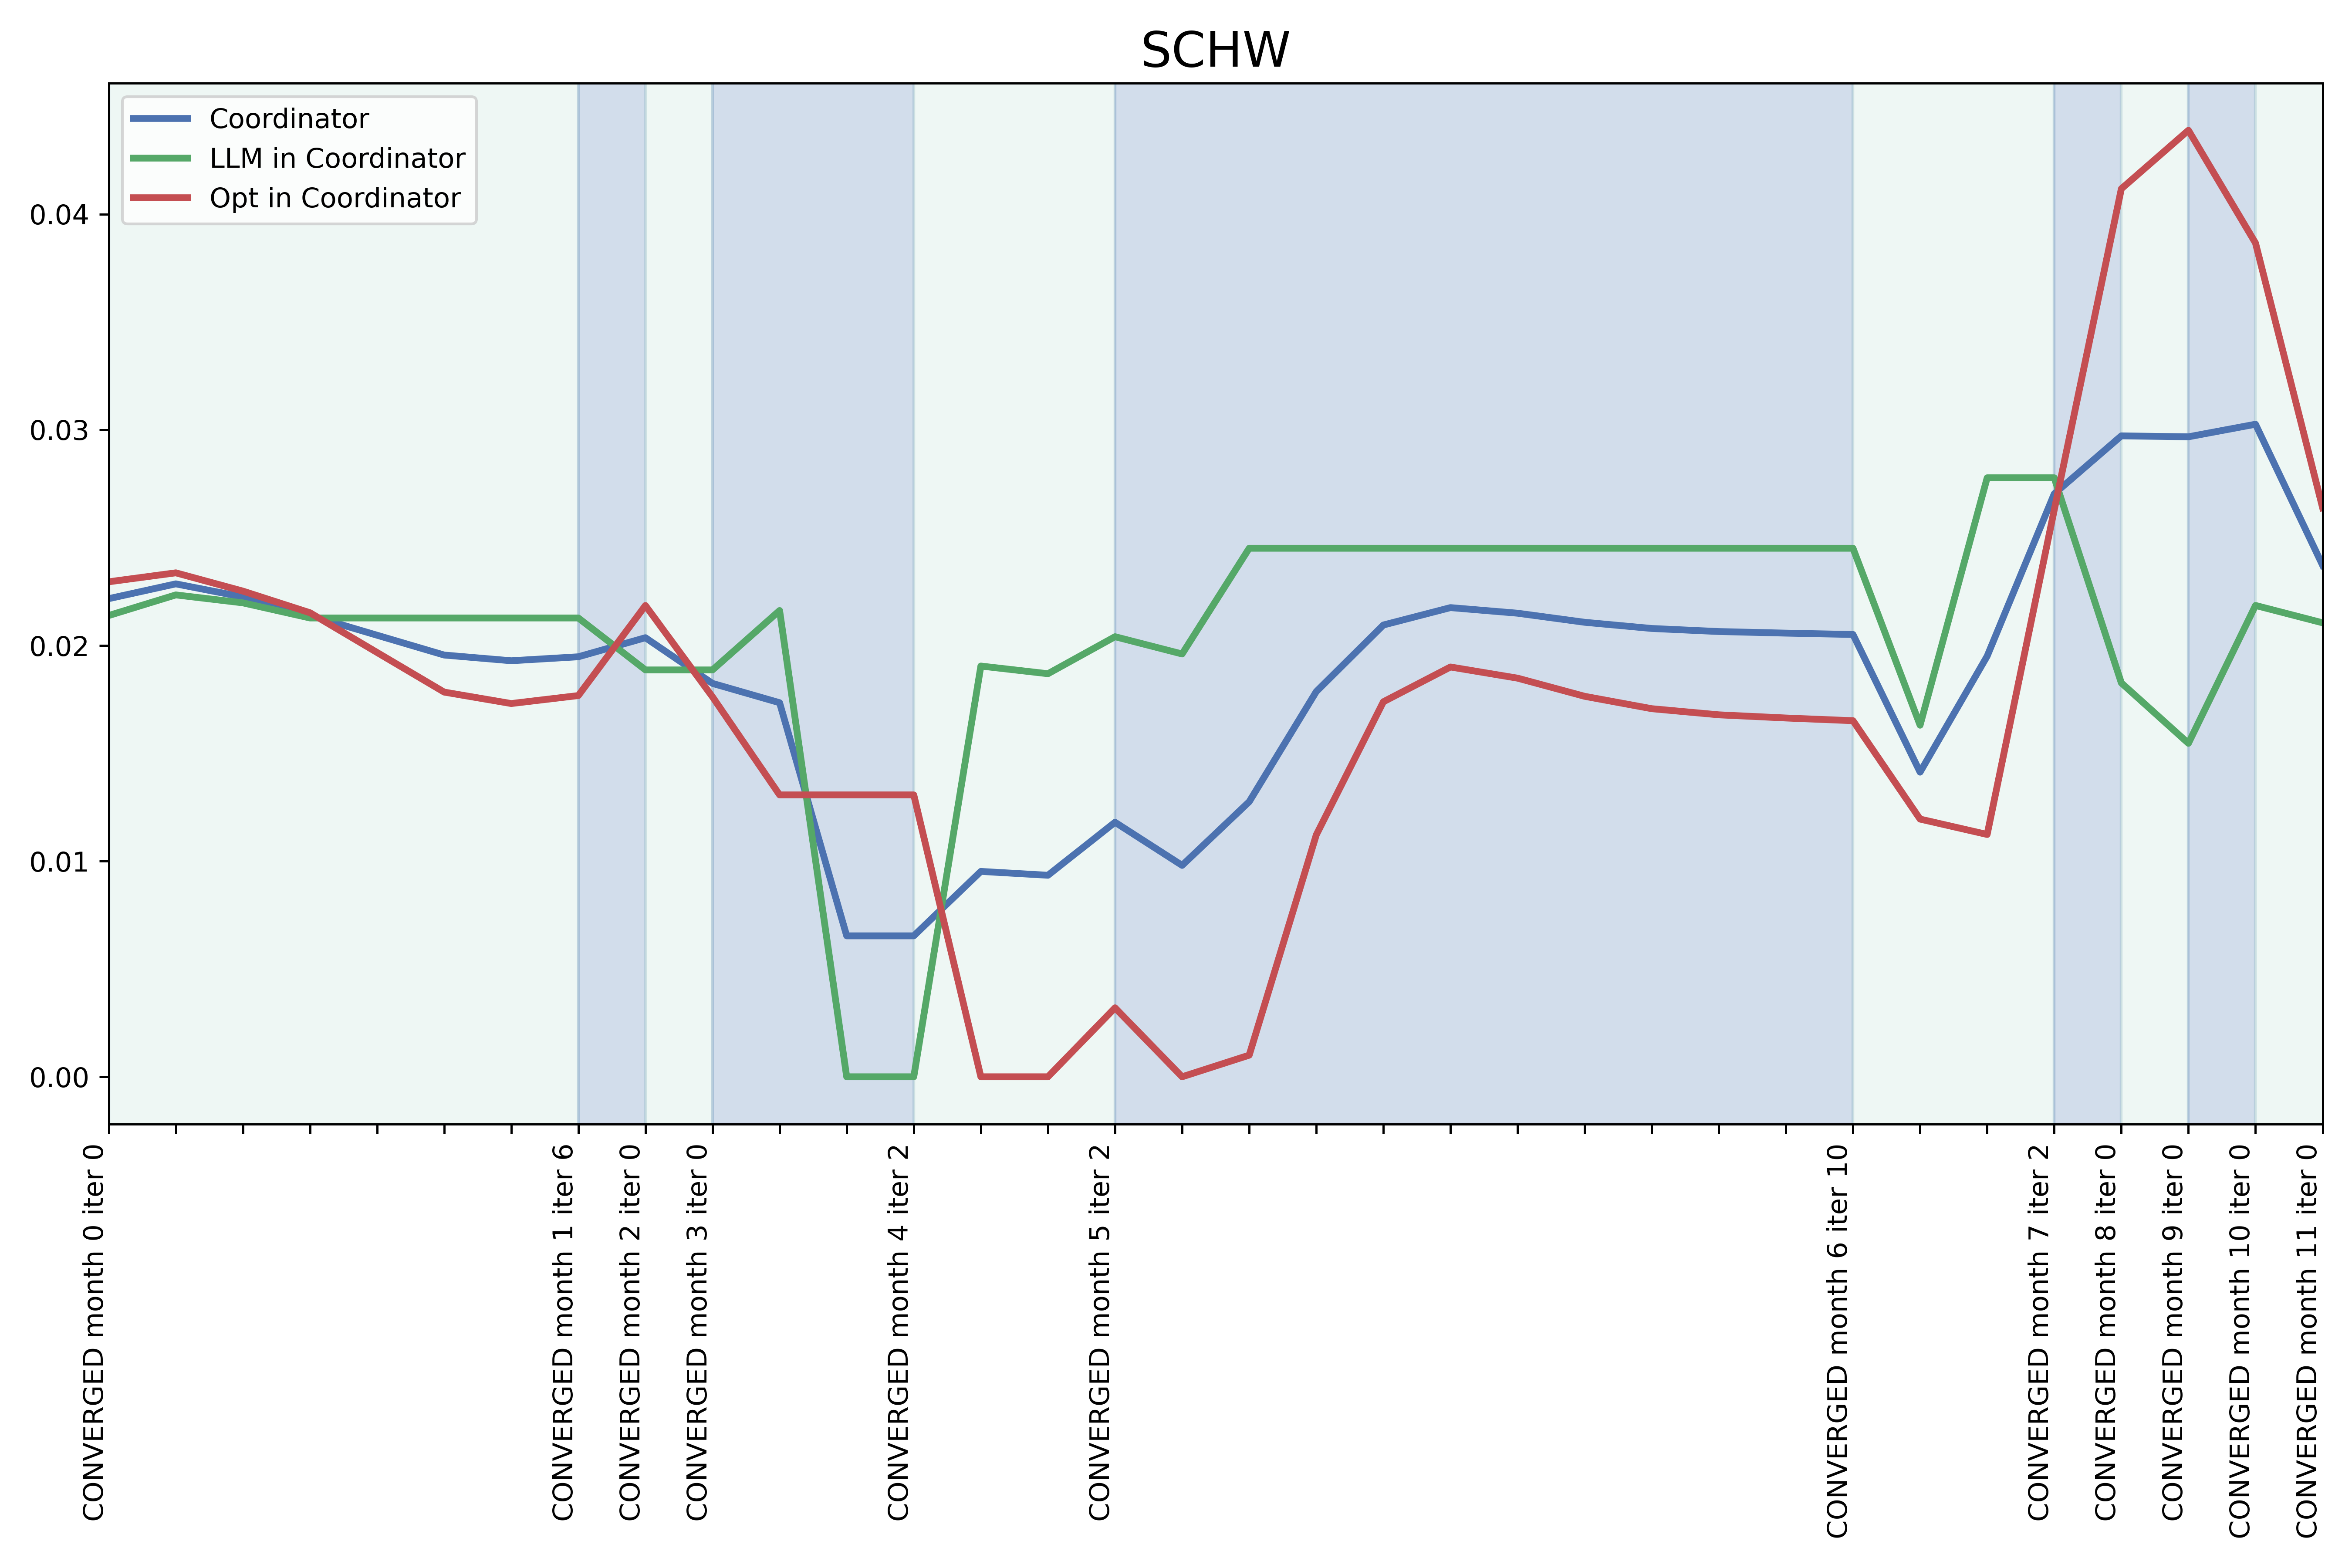 SCHW
Coordinator
LLM in Coordinator
Opt in Coordinator
0.04
0.03
0.02
0.01
0.00
CONVERGED month 0 iter 0
CONVERGED month 1 iter 6
CONVERGED month 2 iter 0
CONVERGED month 3 iter 0
CONVERGED month 4 iter 2
CONVERGED month 5 iter 2
CONVERGED month 6 iter 10
CONVERGED month 7 iter 2
CONVERGED month 8 iter 0
CONVERGED month 9 iter 0
CONVERGED month 10 iter 0
CONVERGED month 11 iter 0